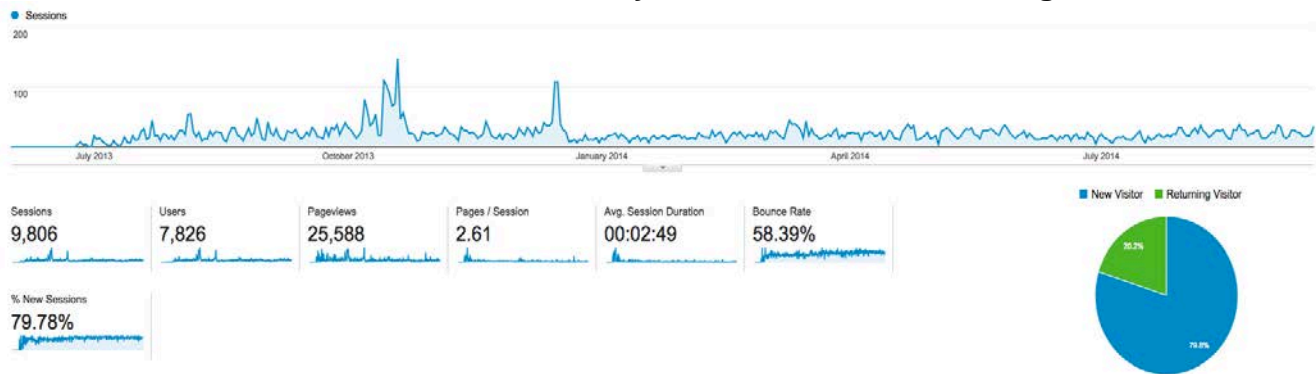 Sessions
200
100
July 2013 October 2013 January 2014 April 2014 July 2014
New Visitor Returning Visitor
Sessions Users Pageviews Pages / Session Avg. Session Duration Bounce Rate
9,806 7,826 25,588 2.61 00:02:49 58.39%
20.2%
% New Sessions
79.78%
79.8%